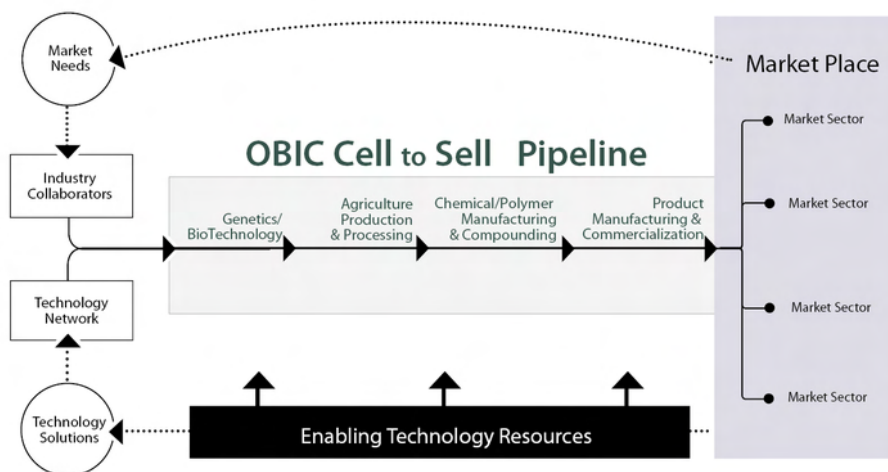 Market
Needs
Market Place
Market Sector
OBIC Cell to Sell Pipeline
Industry
Collaborators
Genetics/
BioTechnology
Agriculture
Production
& Processing
Chemical/Polymer
Manufacturing
& Compounding
Product
Manufacturing &
Commercialization
Market Sector
Technology
Network
Market Sector
Technology
Solutions
Enabling Technology Resources
Market Sector